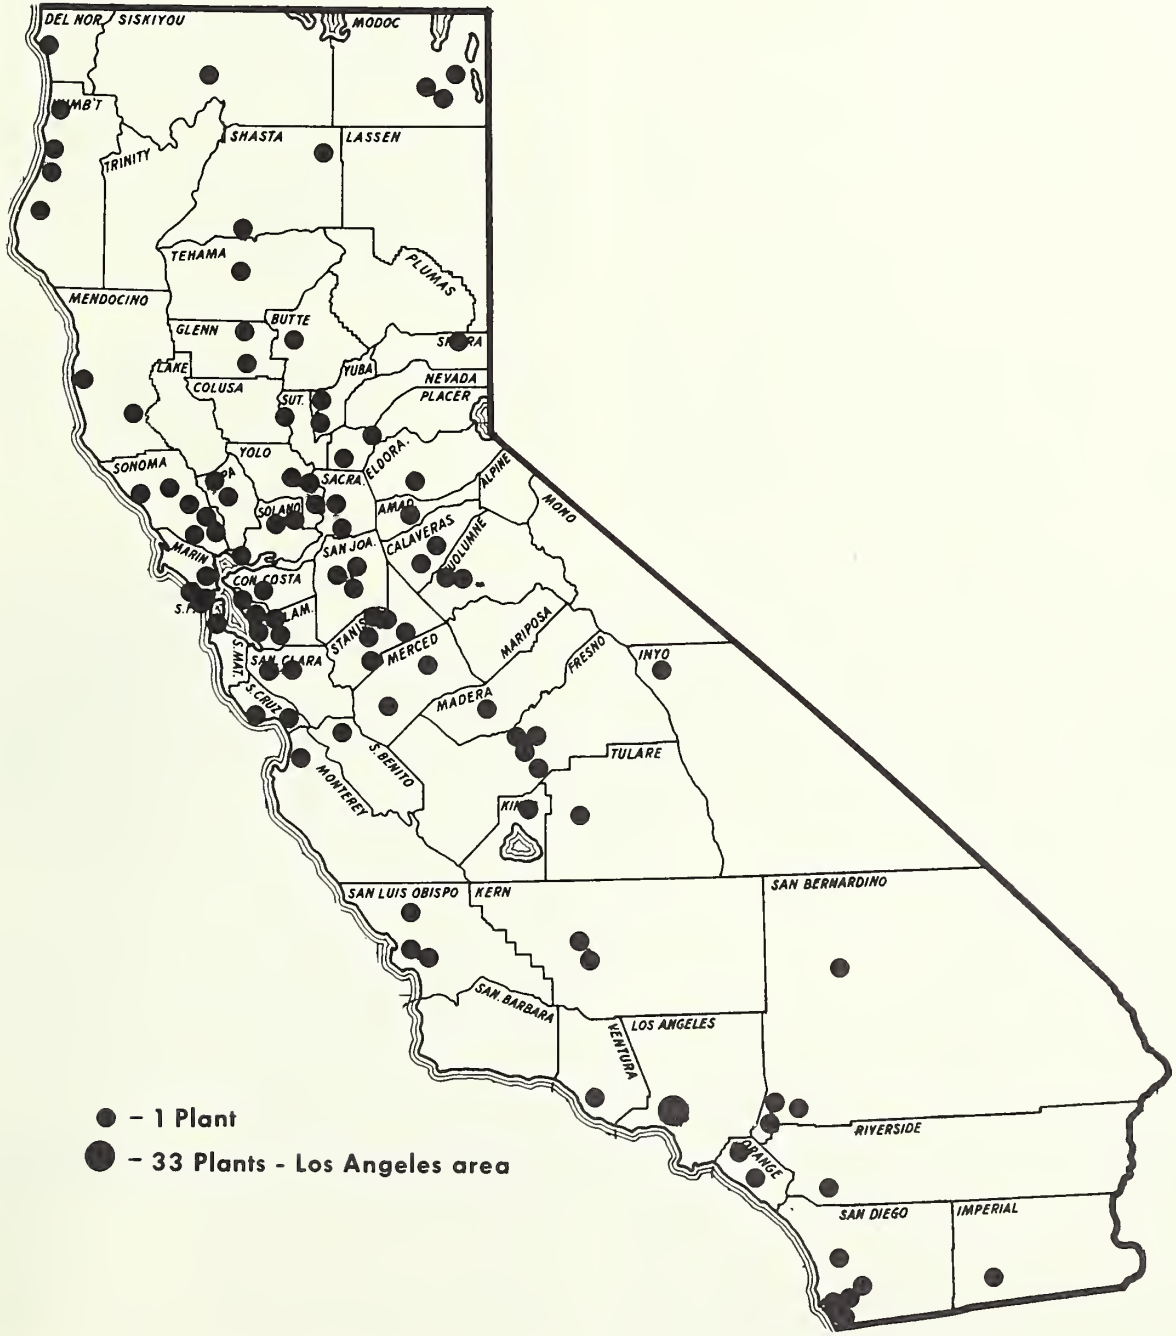 DEL NOR.
SISKIYOU
MODOC
TRINITY
SHASTA
LASSEN
TEHAMA
PLUMAS
MENDOCINO
GLENN
BUTTE
LAKE
COLUSA
SUT.
YUBA
NEVADA
PLACER
SONOMA
YOLO
SACRA.
ELDORA.
ALPINE
MONO
SOLANO
AMAD.
CALAVERAS
MARIN
SAN JOA.
CON. COSTA
S. MAT.
SAN CLARA
MERCED
MARIPOSA
FRESNO
INYO
S. CRUZ
MADERA
S. BENITO
MONTEREY
TULARE
SAN LUIS OBISPO
KERN
SAN BERNARDINO
SAN. BARBARA
VENTURA
LOS ANGELES
RIVERSIDE
ORANGE
SAN DIEGO
IMPERIAL
– 1 Plant
– 33 Plants - Los Angeles area